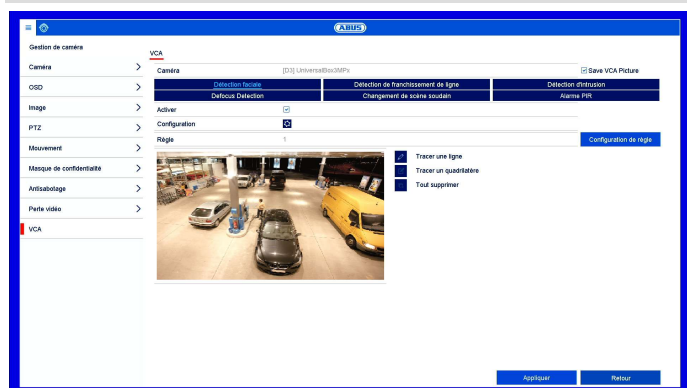 ABUS
Gestion de caméra
Caméra
OSD
Image
PTZ
Mouvement
Masque de confidentialité
Antisabotage
Perte vidéo
VCA
VCA
Caméra [D3] UniversalBox3MPx Save VCA Picture
Détection faciale Détection de franchissement de ligne Détection d'intrusion
Defocus Detection Changement de scène soudain Alarme PIR
Activer
Configuration
Règle 1 Configuration de règle
Tracer une ligne
Tracer un quadrilatère
Tout supprimer
Appliquer Retour